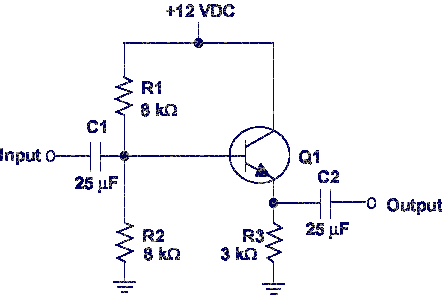 +12 VDC
R1
8 kΩ
C1
Input
25 µF
Q1
C2
Output
25 µF
R2
8 kΩ
R3
3 kΩ